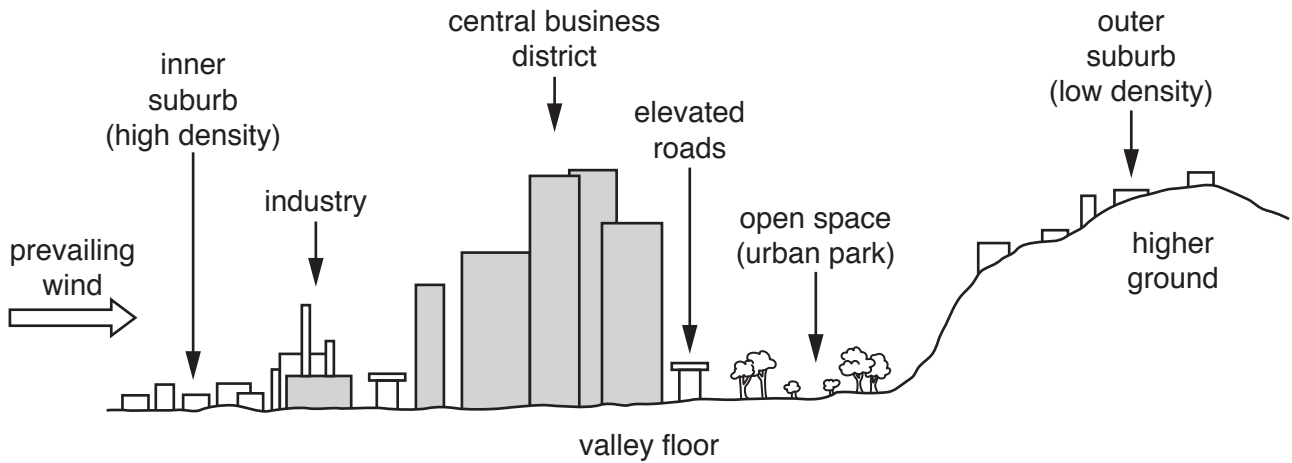 prevailing
wind
inner
suburb
(high density)
industry
central business
district
elevated
roads
open space
(urban park)
outer
suburb
(low density)
higher
ground
valley floor